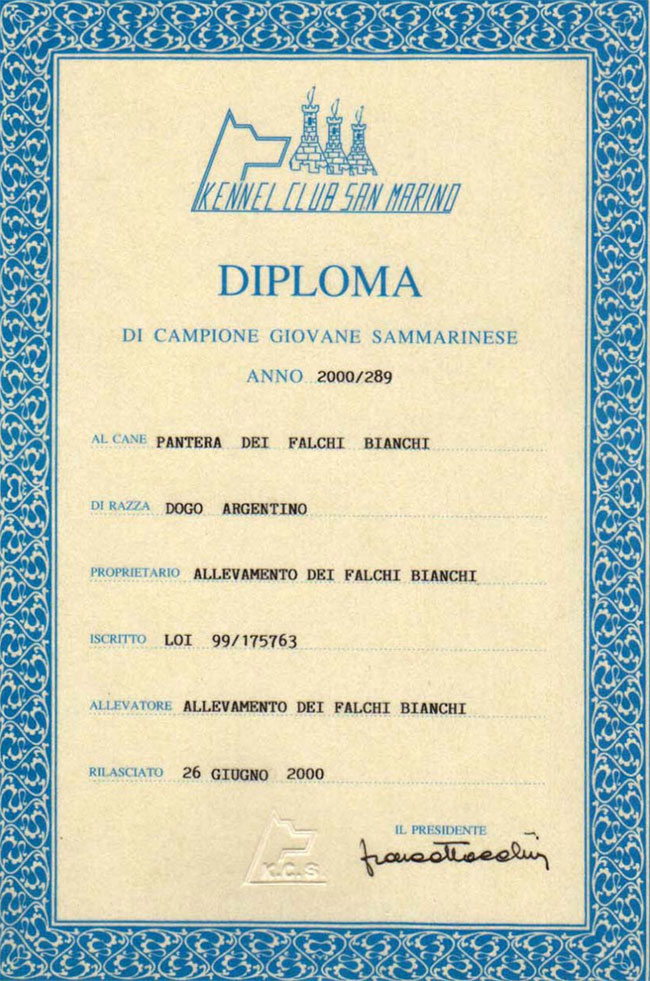 KENNEL CLUB SAN MARINO
DIPLOMA
DI CAMPIONE GIOVANE SAMMARINESE
ANNO 2000/289
AL CANE PANTERA DEI FALCHI BIANCHI
DI RAZZA DOGO ARGENTINO
PROPRIETARIO ALLEVAMENTO DEI FALCHI BIANCHI
ISCRITTO LOI 99/175763
ALLEVATORE ALLEVAMENTO DEI FALCHI BIANCHI
RILASCIATO 26 GIUGNO 2000
IL PRESIDENTE
K.C.S.